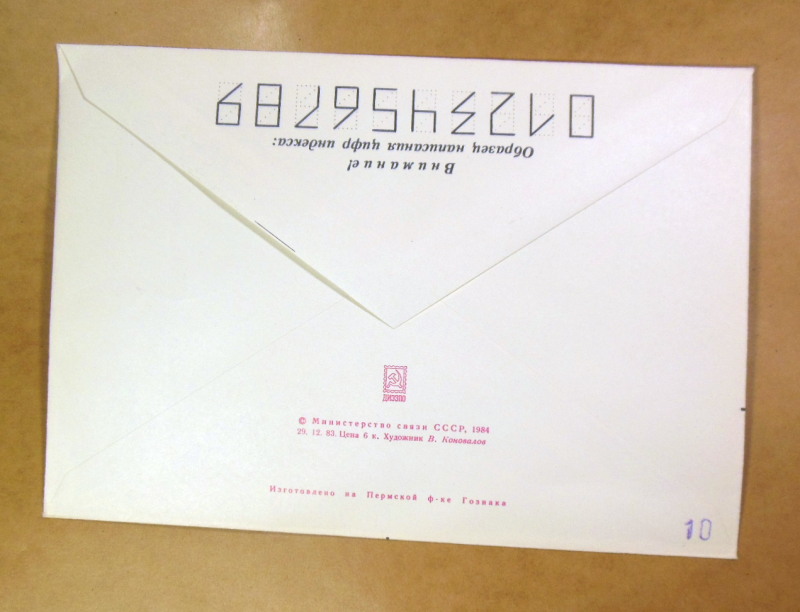 Внимание!
Образец написания цифр индекса:
0123456789
ДИЭЗПО
© Министерство связи СССР, 1984
29. 12. 83. Цена 6 к. Художник В. Коновалов
Изготовлено на Пермской ф-ке Гознака
10